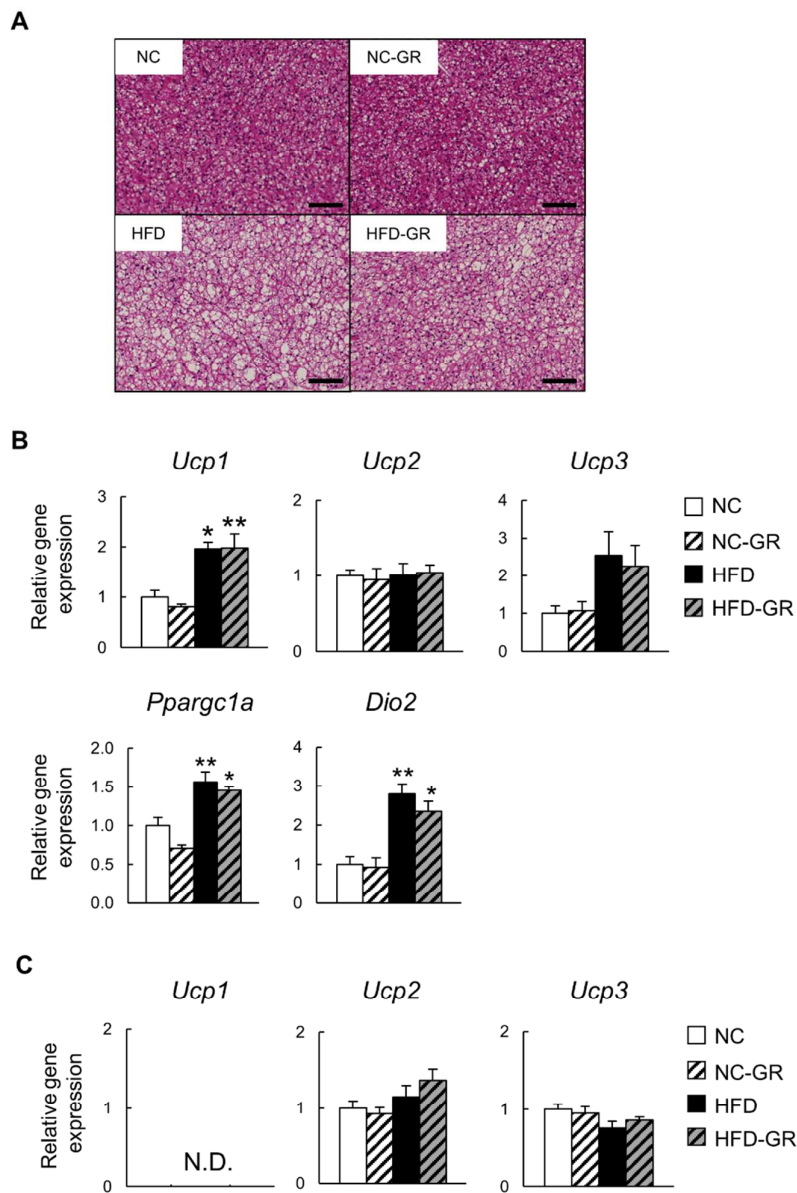 A
NC
NC-GR
HFD
HFD-GR
B
Ucp1
Ucp2
Ucp3
Relative gene
expression
3
2
1
0
* **
2
1
0
4
3
2
1
0
NC
NC-GR
HFD
HFD-GR
Ppargc1a
Dio2
Relative gene
expression
2.0
1.5
1.0
0.5
0.0
** *
4
3
2
1
0
** *
C
Ucp1
Ucp2
Ucp3
Relative gene
expression
2
1
0
N.D.
2
1
0
2
1
0
NC
NC-GR
HFD
HFD-GR